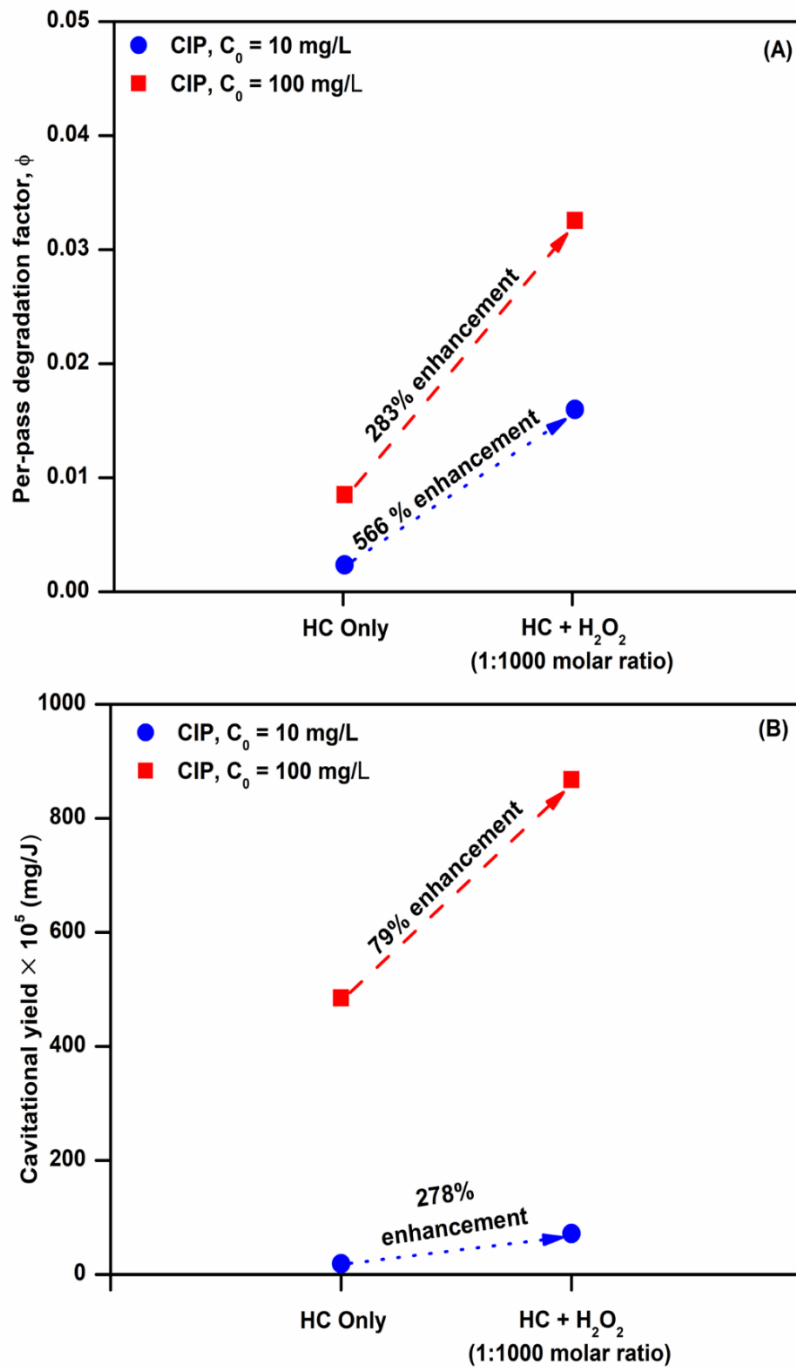 0.05
0.04
0.03
0.02
0.01
0.00
Per-pass degradation factor, ϕ
CIP, C₀ = 10 mg/L
CIP, C₀ = 100 mg/L
(A)
283% enhancement
566 % enhancement
HC Only
HC + H₂O₂
(1:1000 molar ratio)
1000
800
600
400
200
0
Cavitational yield × 10⁵ (mg/J)
CIP, C₀ = 10 mg/L
CIP, C₀ = 100 mg/L
(B)
79% enhancement
278%
enhancement
HC Only
HC + H₂O₂
(1:1000 molar ratio)